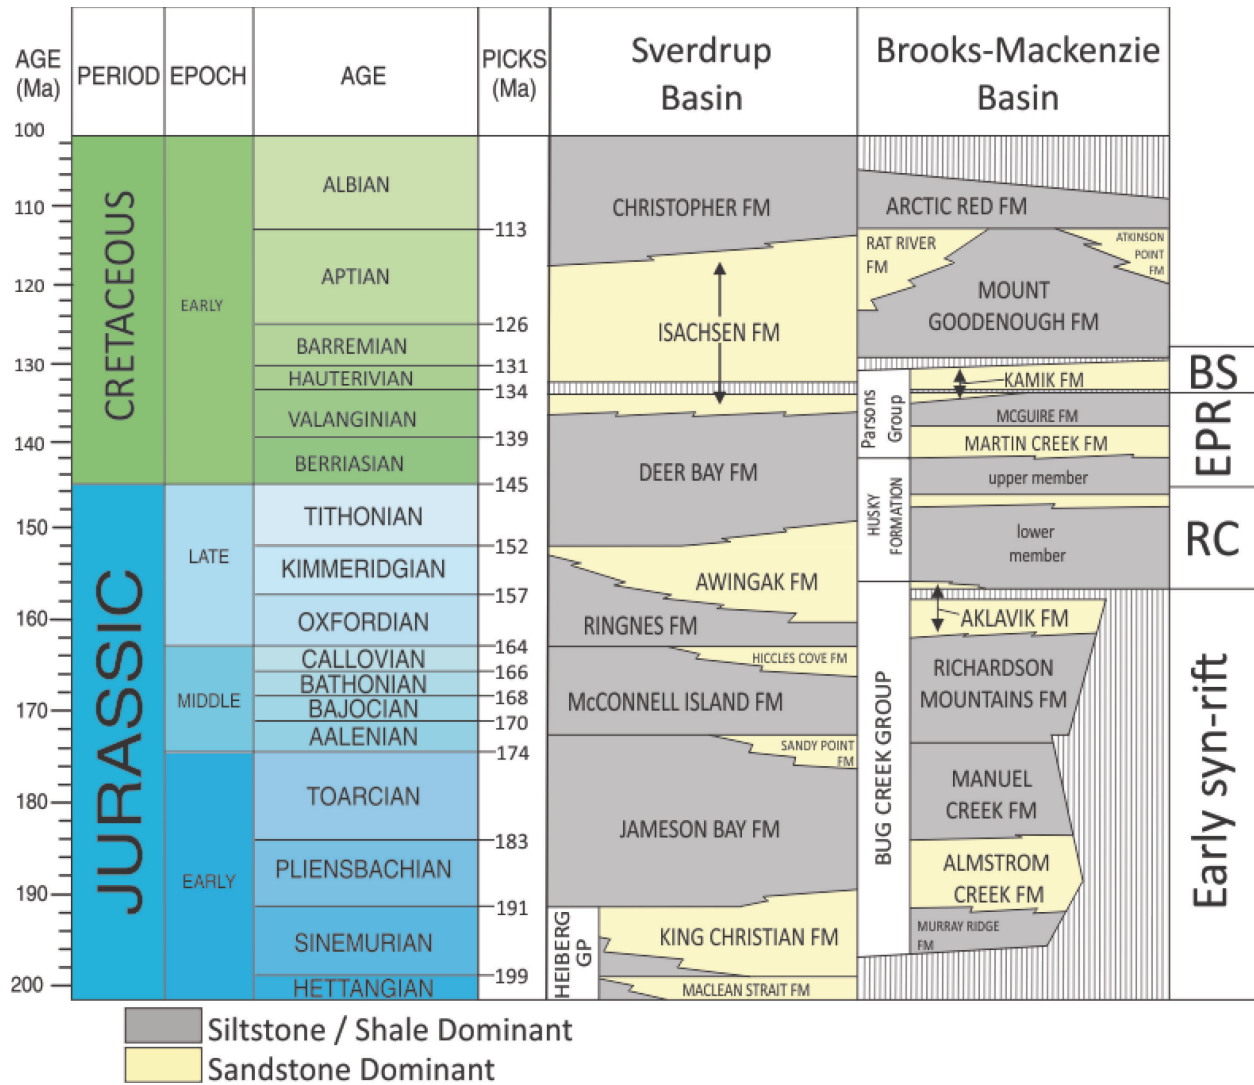 AGE
(Ma)
PERIOD
EPOCH
AGE
PICKS
(Ma)
Sverdrup
Basin
Brooks-Mackenzie
Basin
100
110
120
130
140
150
160
170
180
190
200
CRETACEOUS
JURASSIC
EARLY
LATE
MIDDLE
EARLY
ALBIAN
APTIAN
BARREMIAN
HAUTERIVIAN
VALANGINIAN
BERRIASIAN
TITHONIAN
KIMMERIDGIAN
OXFORDIAN
CALLOVIAN
BATHONIAN
BAJOCIAN
AALENIAN
TOARCIAN
PLIENSBACHIAN
SINEMURIAN
HETTANGIAN
113
126
131
134
139
145
152
157
164
166
168
170
174
183
191
199
CHRISTOPHER FM
ISACHSEN FM
DEER BAY FM
AWINGAK FM
RINGNES FM
HICCLES COVE FM
McCONNELL ISLAND FM
SANDY POINT
FM
JAMESON BAY FM
HEIBERG
GP
KING CHRISTIAN FM
MACLEAN STRAIT FM
ARCTIC RED FM
RAT RIVER
FM
ATKINSON
POINT
FM
MOUNT
GOODENOUGH FM
Parsons
Group
KAMIK FM
MCGUIRE FM
MARTIN CREEK FM
HUSKY
FORMATION
upper member
lower
member
BUG CREEK GROUP
AKLAVIK FM
RICHARDSON
MOUNTAINS FM
MANUEL
CREEK FM
ALMSTROM
CREEK FM
MURRAY RIDGE
FM
BS
EPR
RC
Early syn-rift
Siltstone / Shale Dominant
Sandstone Dominant